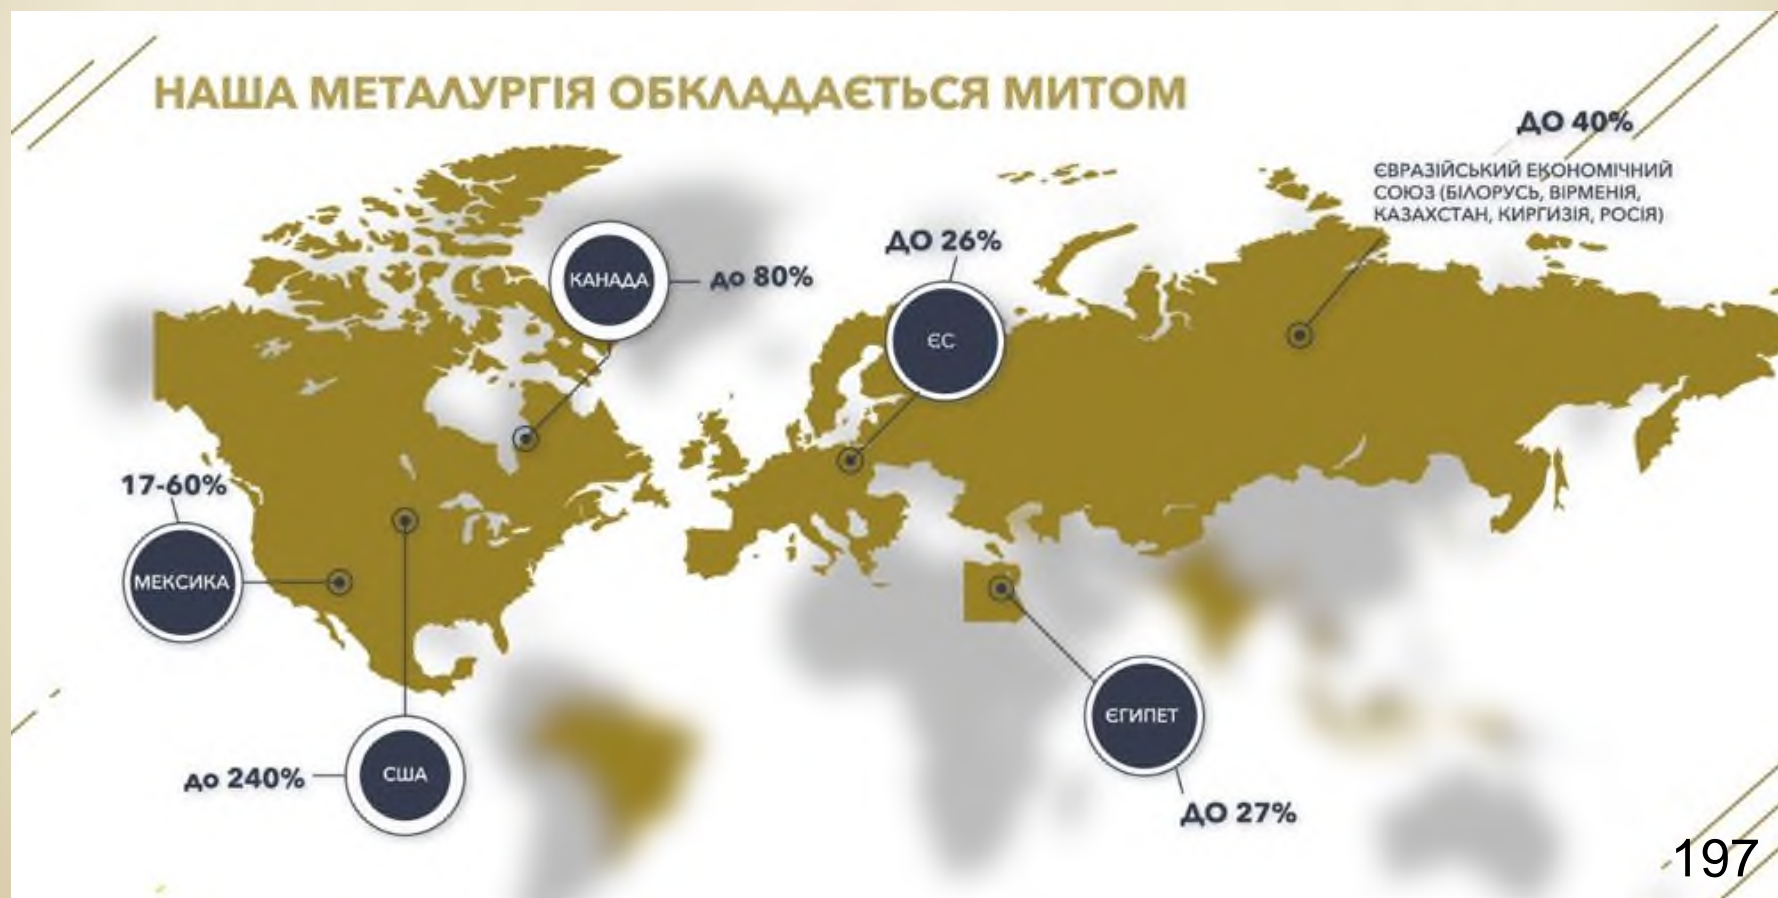 НАША МЕТАЛУРГІЯ ОБКЛАДАЄТЬСЯ МИТОМ
ДО 40%
ЄВРАЗІЙСЬКИЙ ЕКОНОМІЧНИЙ
СОЮЗ (БІЛОРУСЬ, ВІРМЕНІЯ,
КАЗАХСТАН, КИРГИЗІЯ, РОСІЯ)
КАНАДА
до 80%
ДО 26%
ЄС
17-60%
МЕКСИКА
до 240%
США
ЄГИПЕТ
ДО 27%
197